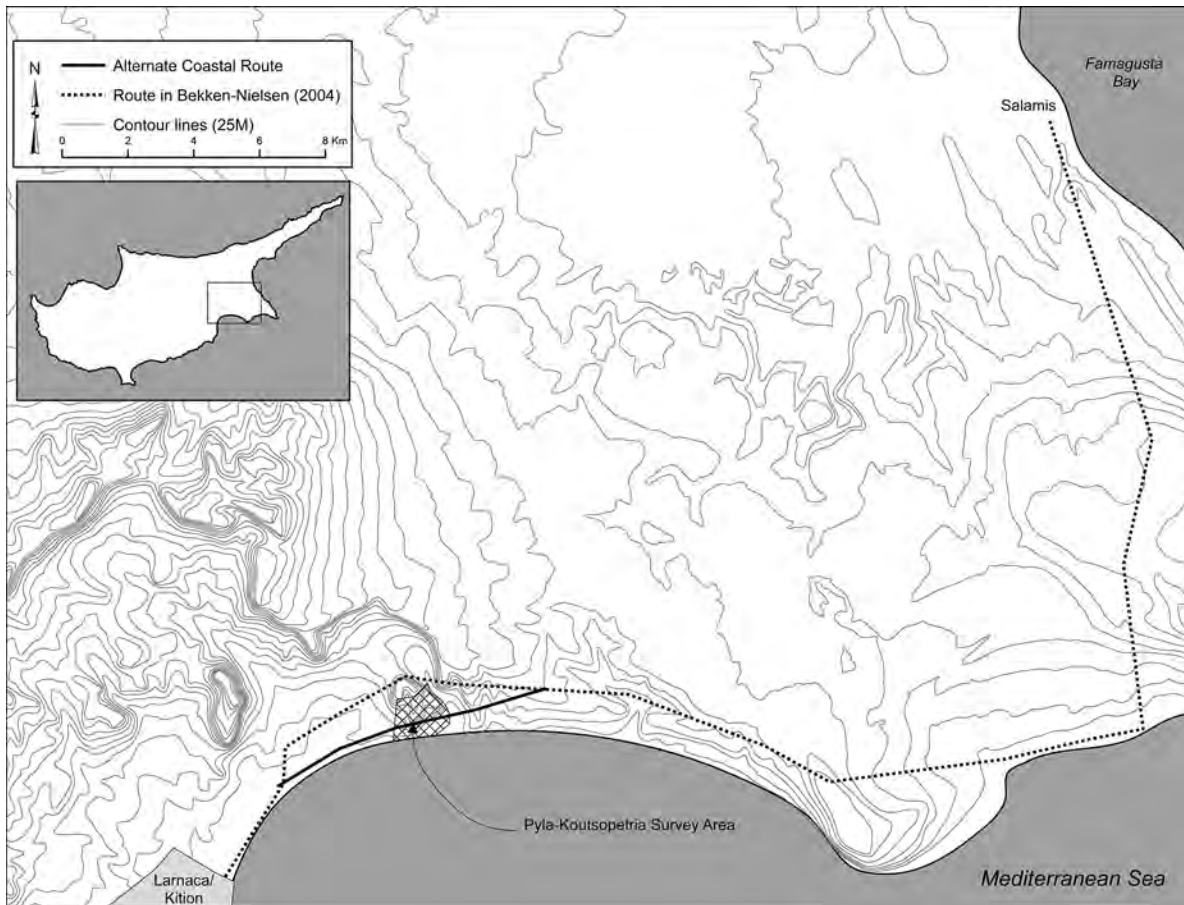 N
Alternate Coastal Route
Route in Bekken-Nielsen (2004)
Contour lines (25M)
0 2 4 6 8 Km
Famagusta
Bay
Salamis
Pyla-Koutsopetria Survey Area
Larnaca/
Kition
Mediterranean Sea